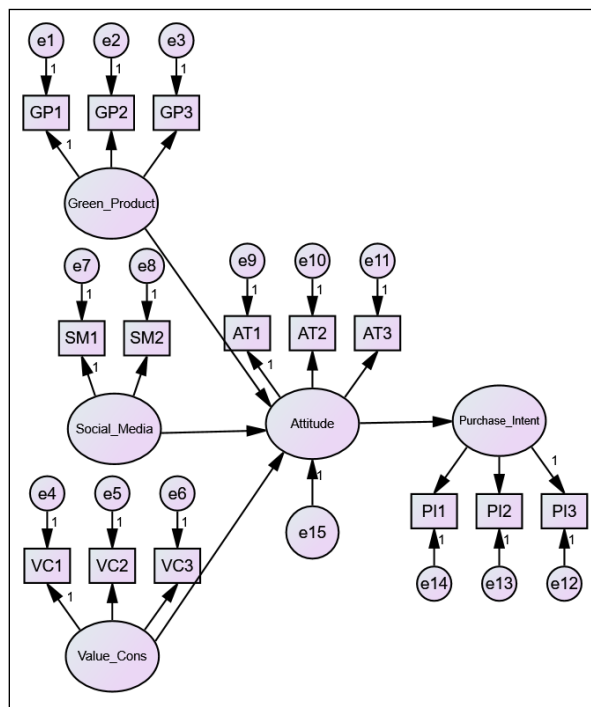 e1 e2 e3
1 1 1
GP1 GP2 GP3
1
Green_Product
e7 e8 e9 e10 e11
1 1 1 1 1
SM1 SM2 AT1 AT2 AT3
1 1
Social_Media Attitude Purchase_Intent
1
1
e4 e5 e6
1 1 1
e15
PI1 PI2 PI3
1 1 1
VC1 VC2 VC3
1
e14 e13 e12
Value_Cons